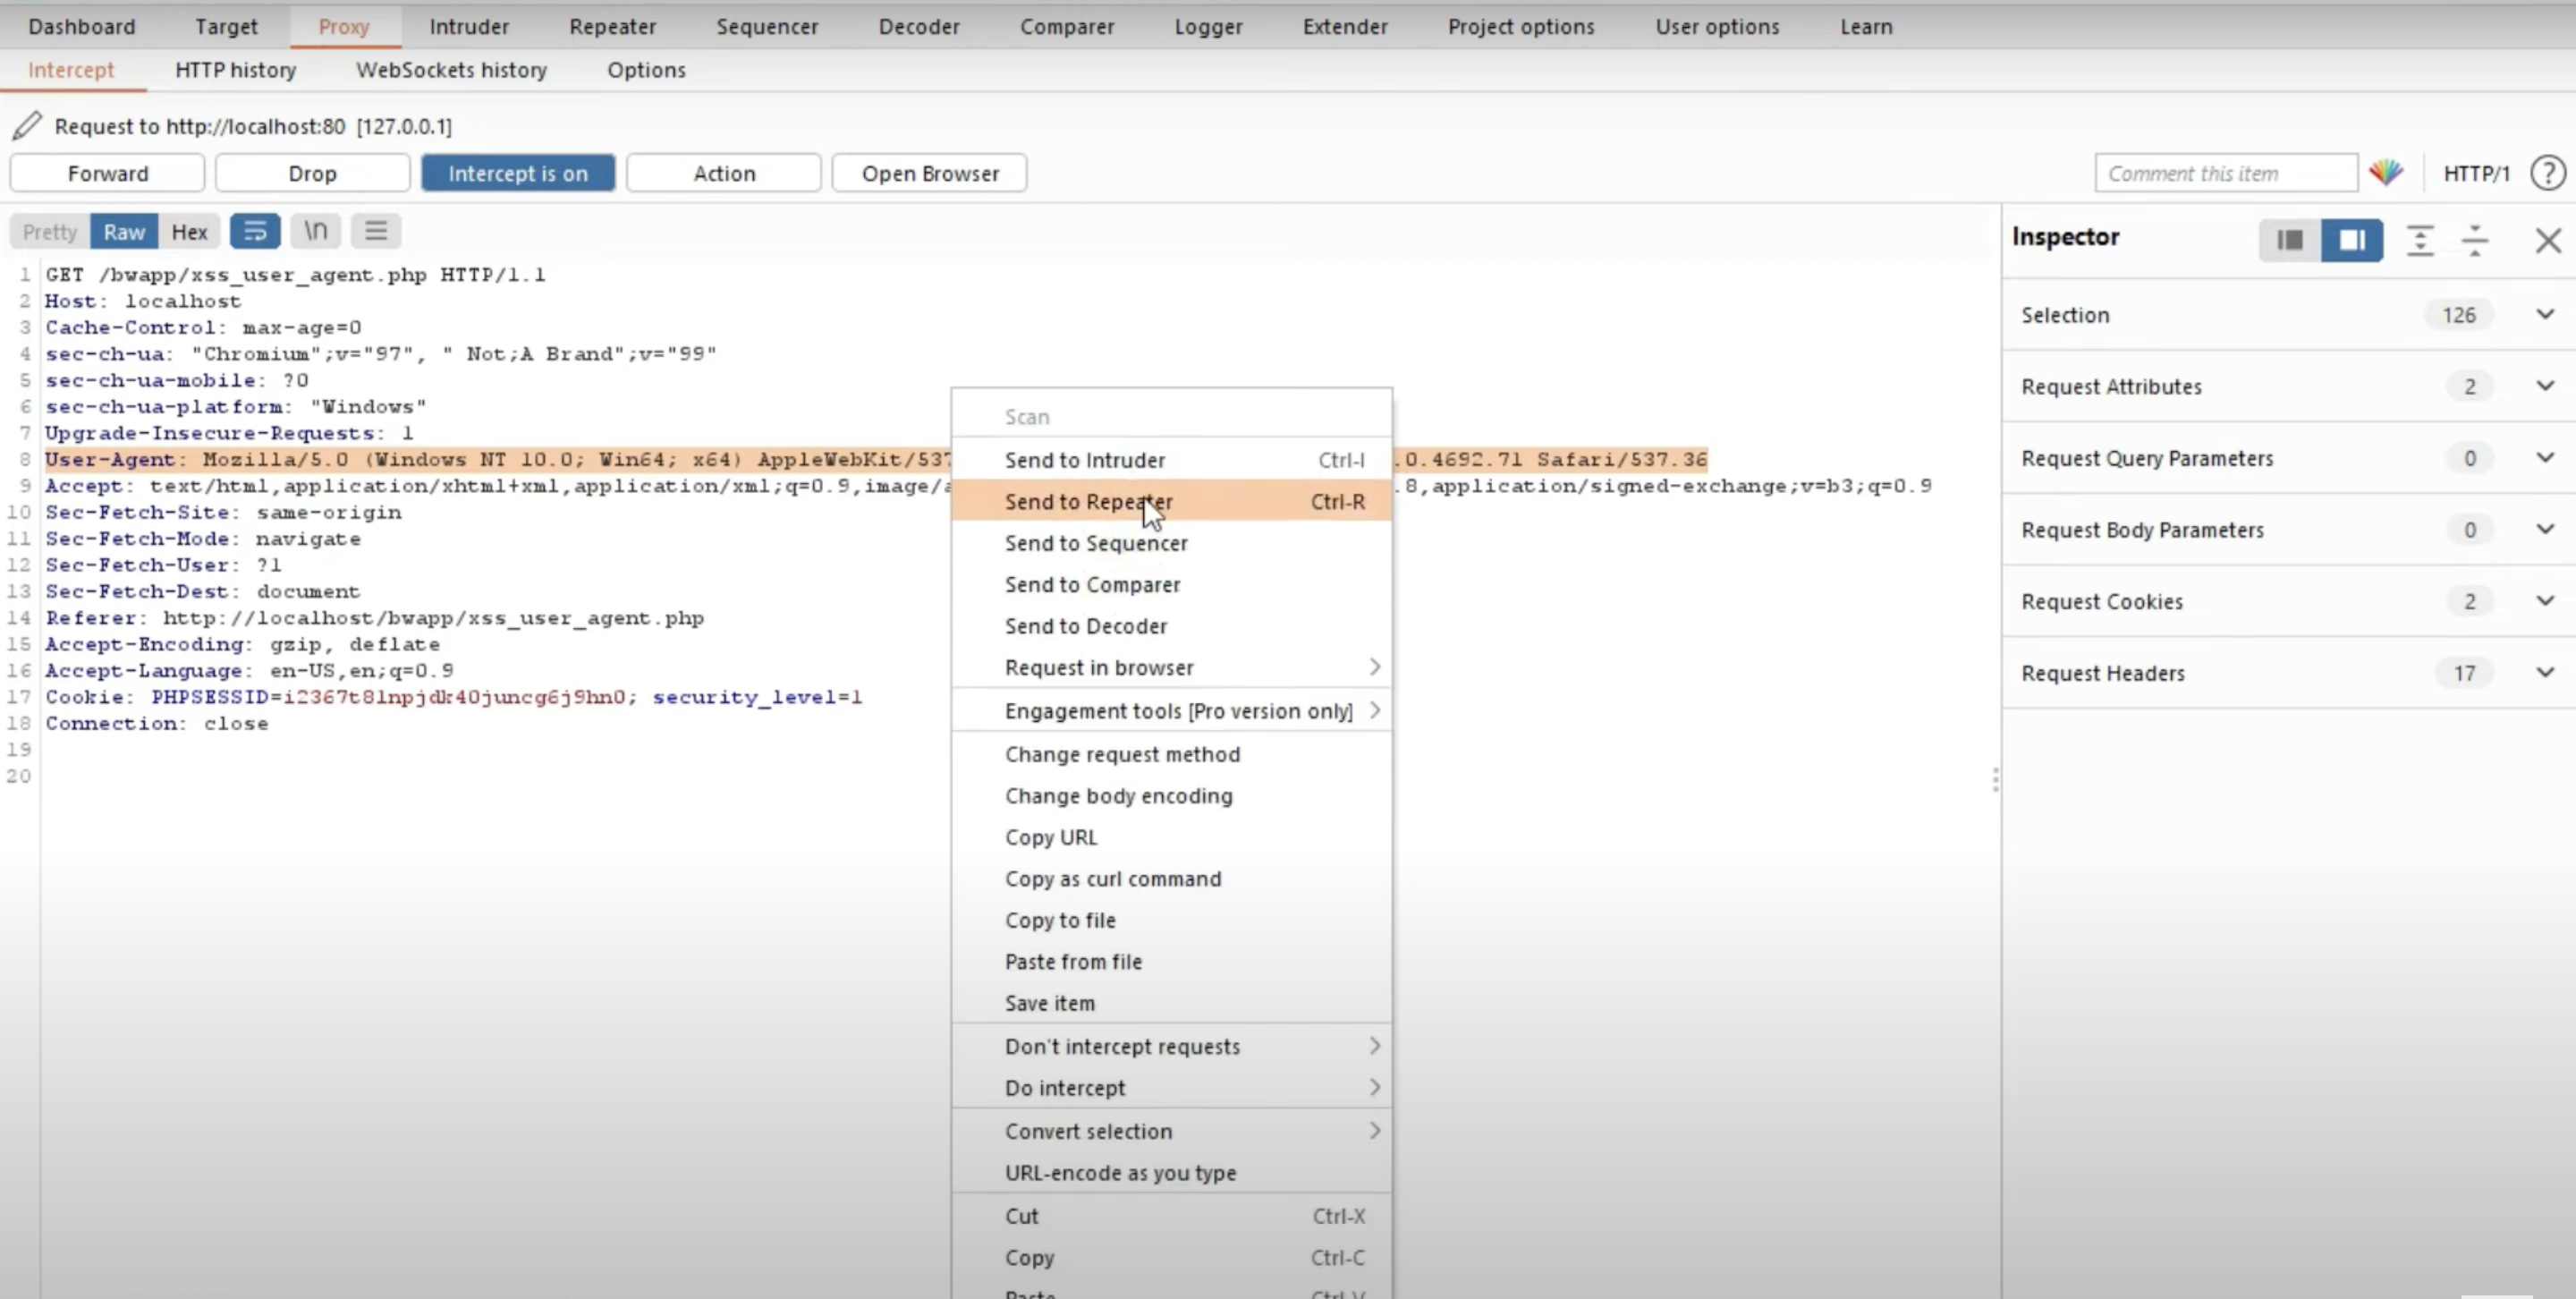 Dashboard Target Proxy Intruder Repeater Sequencer Decoder Comparer Logger Extender Project options User options Learn
Intercept HTTP history WebSockets history Options
Request to http://localhost:80 [127.0.0.1]
Forward Drop Intercept is on Action Open Browser Comment this item HTTP/1 ?
Pretty Raw Hex \n
1 GET /bwapp/xss_user_agent.php HTTP/1.1
2 Host: localhost
3 Cache-Control: max-age=0
4 sec-ch-ua: "Chromium";v="97", " Not;A Brand";v="99"
5 sec-ch-ua-mobile: ?0
6 sec-ch-ua-platform: "Windows"
7 Upgrade-Insecure-Requests: 1
8 User-Agent: Mozilla/5.0 (Windows NT 10.0; Win64; x64) AppleWebKit/537 .0.4692.71 Safari/537.36
9 Accept: text/html,application/xhtml+xml,application/xml;q=0.9,image/a .8,application/signed-exchange;v=b3;q=0.9
10 Sec-Fetch-Site: same-origin
11 Sec-Fetch-Mode: navigate
12 Sec-Fetch-User: ?1
13 Sec-Fetch-Dest: document
14 Referer: http://localhost/bwapp/xss_user_agent.php
15 Accept-Encoding: gzip, deflate
16 Accept-Language: en-US,en;q=0.9
17 Cookie: PHPSESSID=i2367t81npjdk40juncg6j9hn0; security_level=1
18 Connection: close
19
20
Scan
Send to Intruder Ctrl-I
Send to Repeater Ctrl-R
Send to Sequencer
Send to Comparer
Send to Decoder
Request in browser
Engagement tools [Pro version only]
Change request method
Change body encoding
Copy URL
Copy as curl command
Copy to file
Paste from file
Save item
Don't intercept requests
Do intercept
Convert selection
URL-encode as you type
Cut Ctrl-X
Copy Ctrl-C
Paste Ctrl-V
Inspector
Selection 126
Request Attributes 2
Request Query Parameters 0
Request Body Parameters 0
Request Cookies 2
Request Headers 17